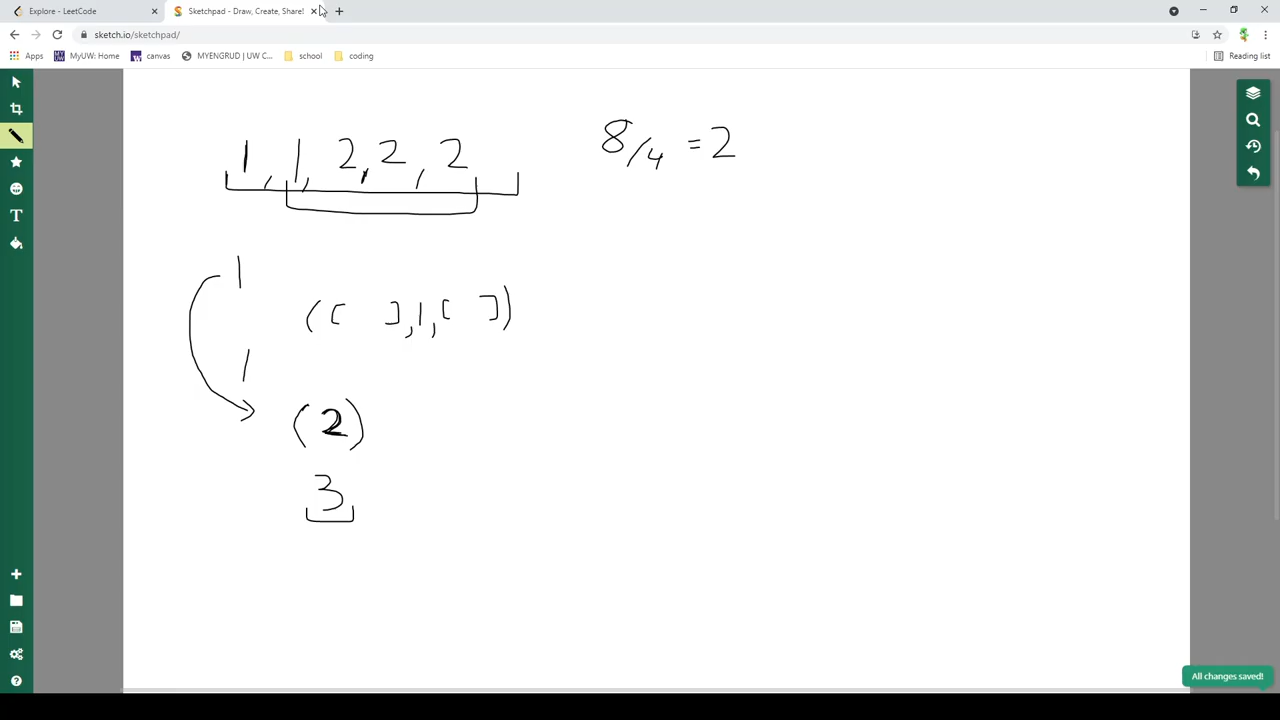 Explore - LeetCode
Sketchpad - Draw, Create, Share!
sketch.io/sketchpad/
Apps
MyUW: Home
canvas
MYENGRUD | UW C...
school
coding
Reading list
1, 1, 2, 2, 2
8/4 = 2
1
([ ], 1, [ ])
1
(2)
3
All changes saved!